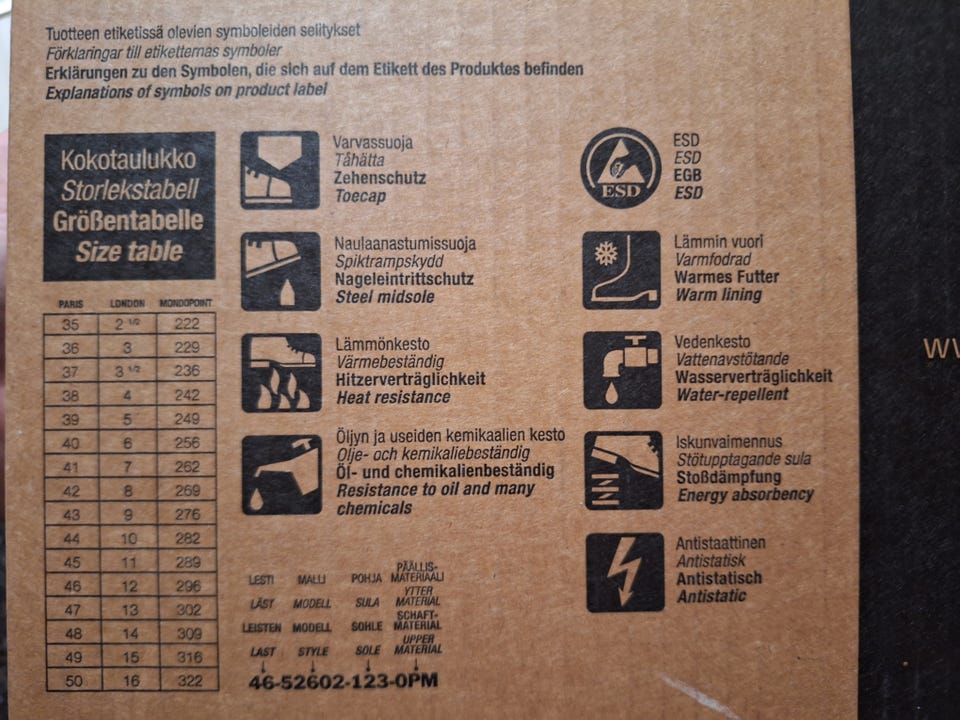 Tuotteen etiketissä olevien symboleiden selitykset
Förklaringar till etiketternas symboler
Erklärungen zu den Symbolen, die sich auf dem Etikett des Produktes befinden
Explanations of symbols on product label
Kokotaulukko
Storlekstabell
Größentabelle
Size table
PARIS LONDON MONDOPOINT
35 2 1/2 222
36 3 229
37 3 1/2 236
38 4 242
39 5 249
40 6 256
41 7 262
42 8 269
43 9 276
44 10 282
45 11 289
46 12 296
47 13 302
48 14 309
49 15 316
50 16 322
Varvassuoja
Tåhätta
Zehenschutz
Toecap
Naulaanastumissuoja
Spiktrampskydd
Nageleintrittschutz
Steel midsole
Lämmönkesto
Värmebeständig
Hitzerverträglichkeit
Heat resistance
Öljyn ja useiden kemikaalien kesto
Olje- och kemikaliebeständig
Öl- und chemikalienbeständig
Resistance to oil and many
chemicals
LESTI MALLI POHJA PÄÄLLIS-
MATERIAALI
LÄST MODELL SULA YTTER
MATERIAL
LEISTEN MODELL SOHLE SCHAFT-
MATERIAL
LAST STYLE SOLE UPPER
MATERIAL
46-52602-123-0PM
ESD
ESD
ESD
EGB
ESD
Lämmin vuori
Varmfodrad
Warmes Futter
Warm lining
Vedenkesto
Vattenavstötande
Wasserverträglichkeit
Water-repellent
Iskunvaimennus
Stötupptagande sula
Stoßdämpfung
Energy absorbency
Antistaattinen
Antistatisk
Antistatisch
Antistatic